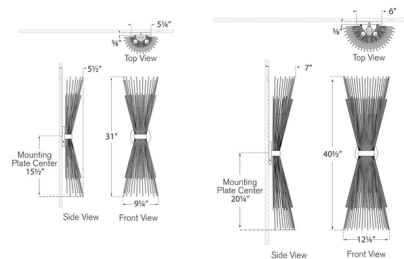 5¼"
⅝"
Top View
5½"
31"
Mounting
Plate Center
15½"
9¼"
Side View
Front View
6"
⅝"
Top View
7"
40½"
Mounting
Plate Center
20¼"
12¼"
Side View
Front View